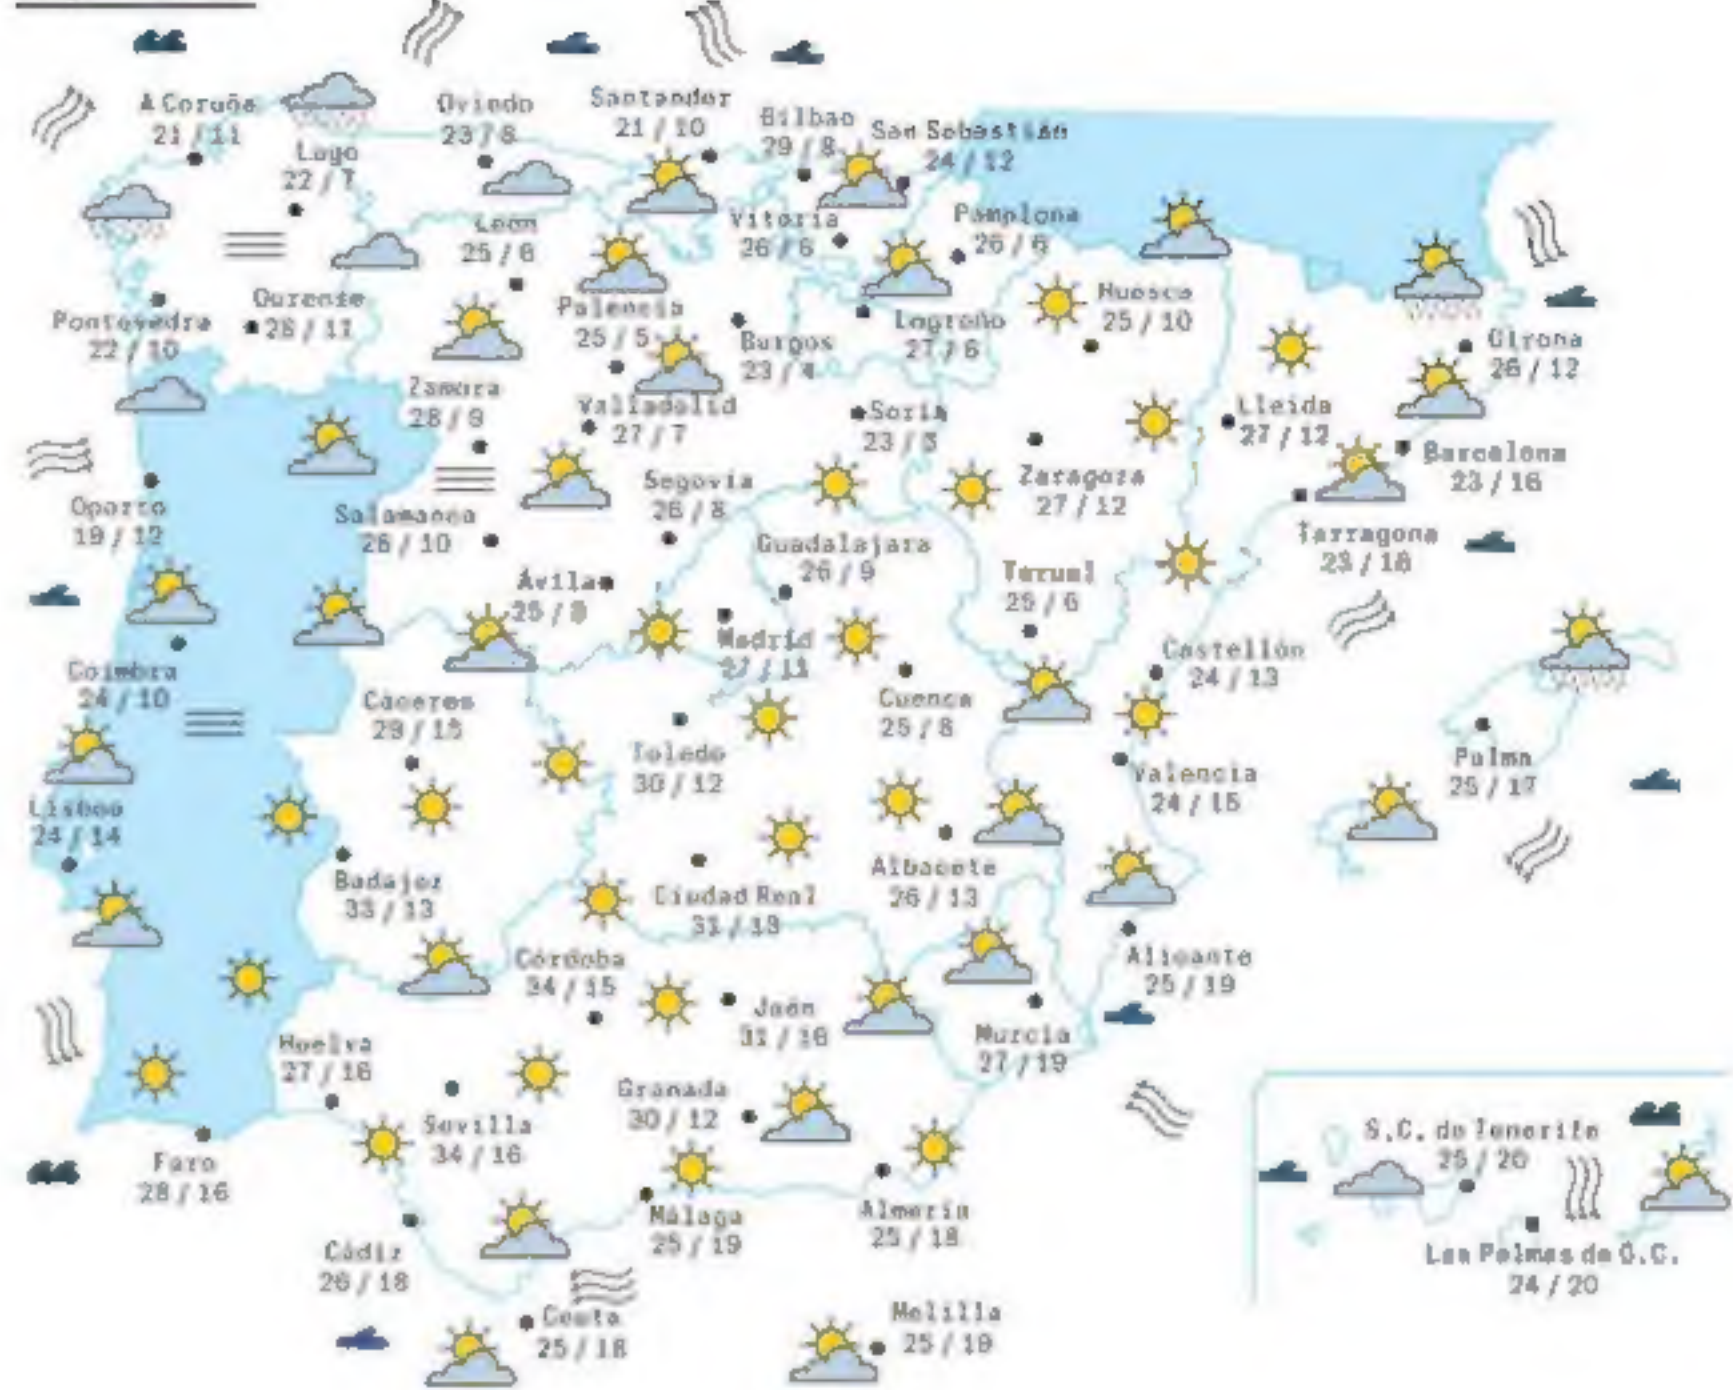 A Coruña
21 / 11
Lugo
22 / 7
Oviedo
23 / 8
Santander
21 / 10
Bilbao
29 / 8
San Sebastián
24 / 12
León
25 / 6
Vitoria
26 / 6
Pamplona
26 / 6
Pontevedra
22 / 10
Ourense
28 / 11
Palencia
25 / 5
Burgos
23 / 4
Logroño
27 / 6
Huesca
25 / 10
Girona
26 / 12
Zamora
28 / 9
Valladolid
27 / 7
Soria
23 / 5
Lleida
27 / 12
Barcelona
23 / 16
Oporto
19 / 12
Salamanca
26 / 10
Segovia
26 / 8
Zaragoza
27 / 12
Tarragona
23 / 16
Guadalajara
26 / 9
Ávila
25 / 9
Madrid
27 / 11
Teruel
25 / 6
Castellón
24 / 13
Coimbra
24 / 10
Cáceres
29 / 15
Toledo
30 / 12
Cuenca
25 / 8
Valencia
24 / 15
Palma
25 / 17
Lisboa
24 / 14
Badajoz
33 / 13
Ciudad Real
31 / 13
Albacete
26 / 13
Alicante
25 / 19
Córdoba
34 / 15
Jaén
31 / 16
Murcia
27 / 19
Huelva
27 / 16
Sevilla
34 / 16
Granada
30 / 12
Faro
28 / 16
Cádiz
26 / 18
Málaga
25 / 19
Almería
25 / 18
Ceuta
25 / 18
Melilla
25 / 19
S.C. de Tenerife
25 / 20
Las Palmas de G.C.
24 / 20